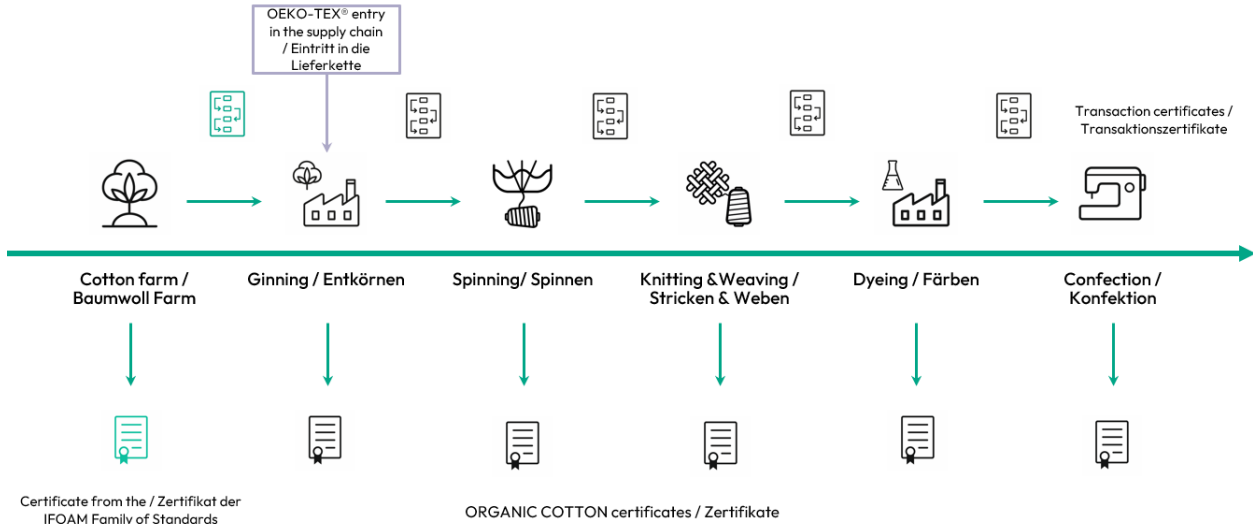 OEKO-TEX® entry
in the supply chain
/ Eintritt in die
Lieferkette
Transaction certificates /
Transaktionszertifikate
Cotton farm /
Baumwoll Farm
Ginning / Entkörnen
Spinning/ Spinnen
Knitting &Weaving /
Stricken & Weben
Dyeing / Färben
Confection /
Konfektion
Certificate from the / Zertifikat der
IFOAM Family of Standards
ORGANIC COTTON certificates / Zertifikate